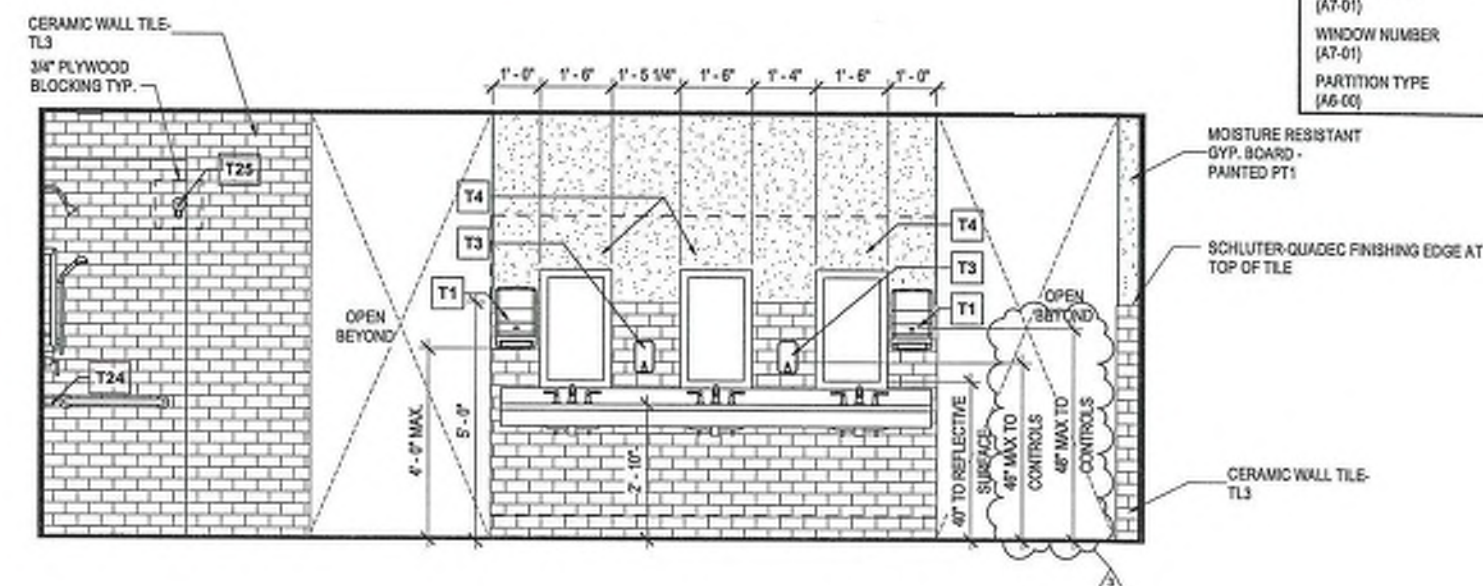 CERAMIC WALL TILE-
TL3
3/4" PLYWOOD
BLOCKING TYP.
(A7-01)
WINDOW NUMBER
(A7-01)
PARTITION TYPE
(A6-00)
1' - 0"
1' - 6"
1' - 5 1/4"
1' - 6"
1' - 4"
1' - 6"
1' - 0"
MOISTURE RESISTANT
GYP. BOARD -
PAINTED PT1
T25
T4
T3
T1
T4
T3
T1
SCHLUTER-QUADEC FINISHING EDGE AT
TOP OF TILE
OPEN
BEYOND
OPEN
BEYOND
T24
4' - 0" MAX.
5' - 0"
2' - 10"
40" TO REFLECTIVE
SURFACE
46" MAX TO
CONTROLS
48" MAX TO
CONTROLS
CERAMIC WALL TILE-
TL3